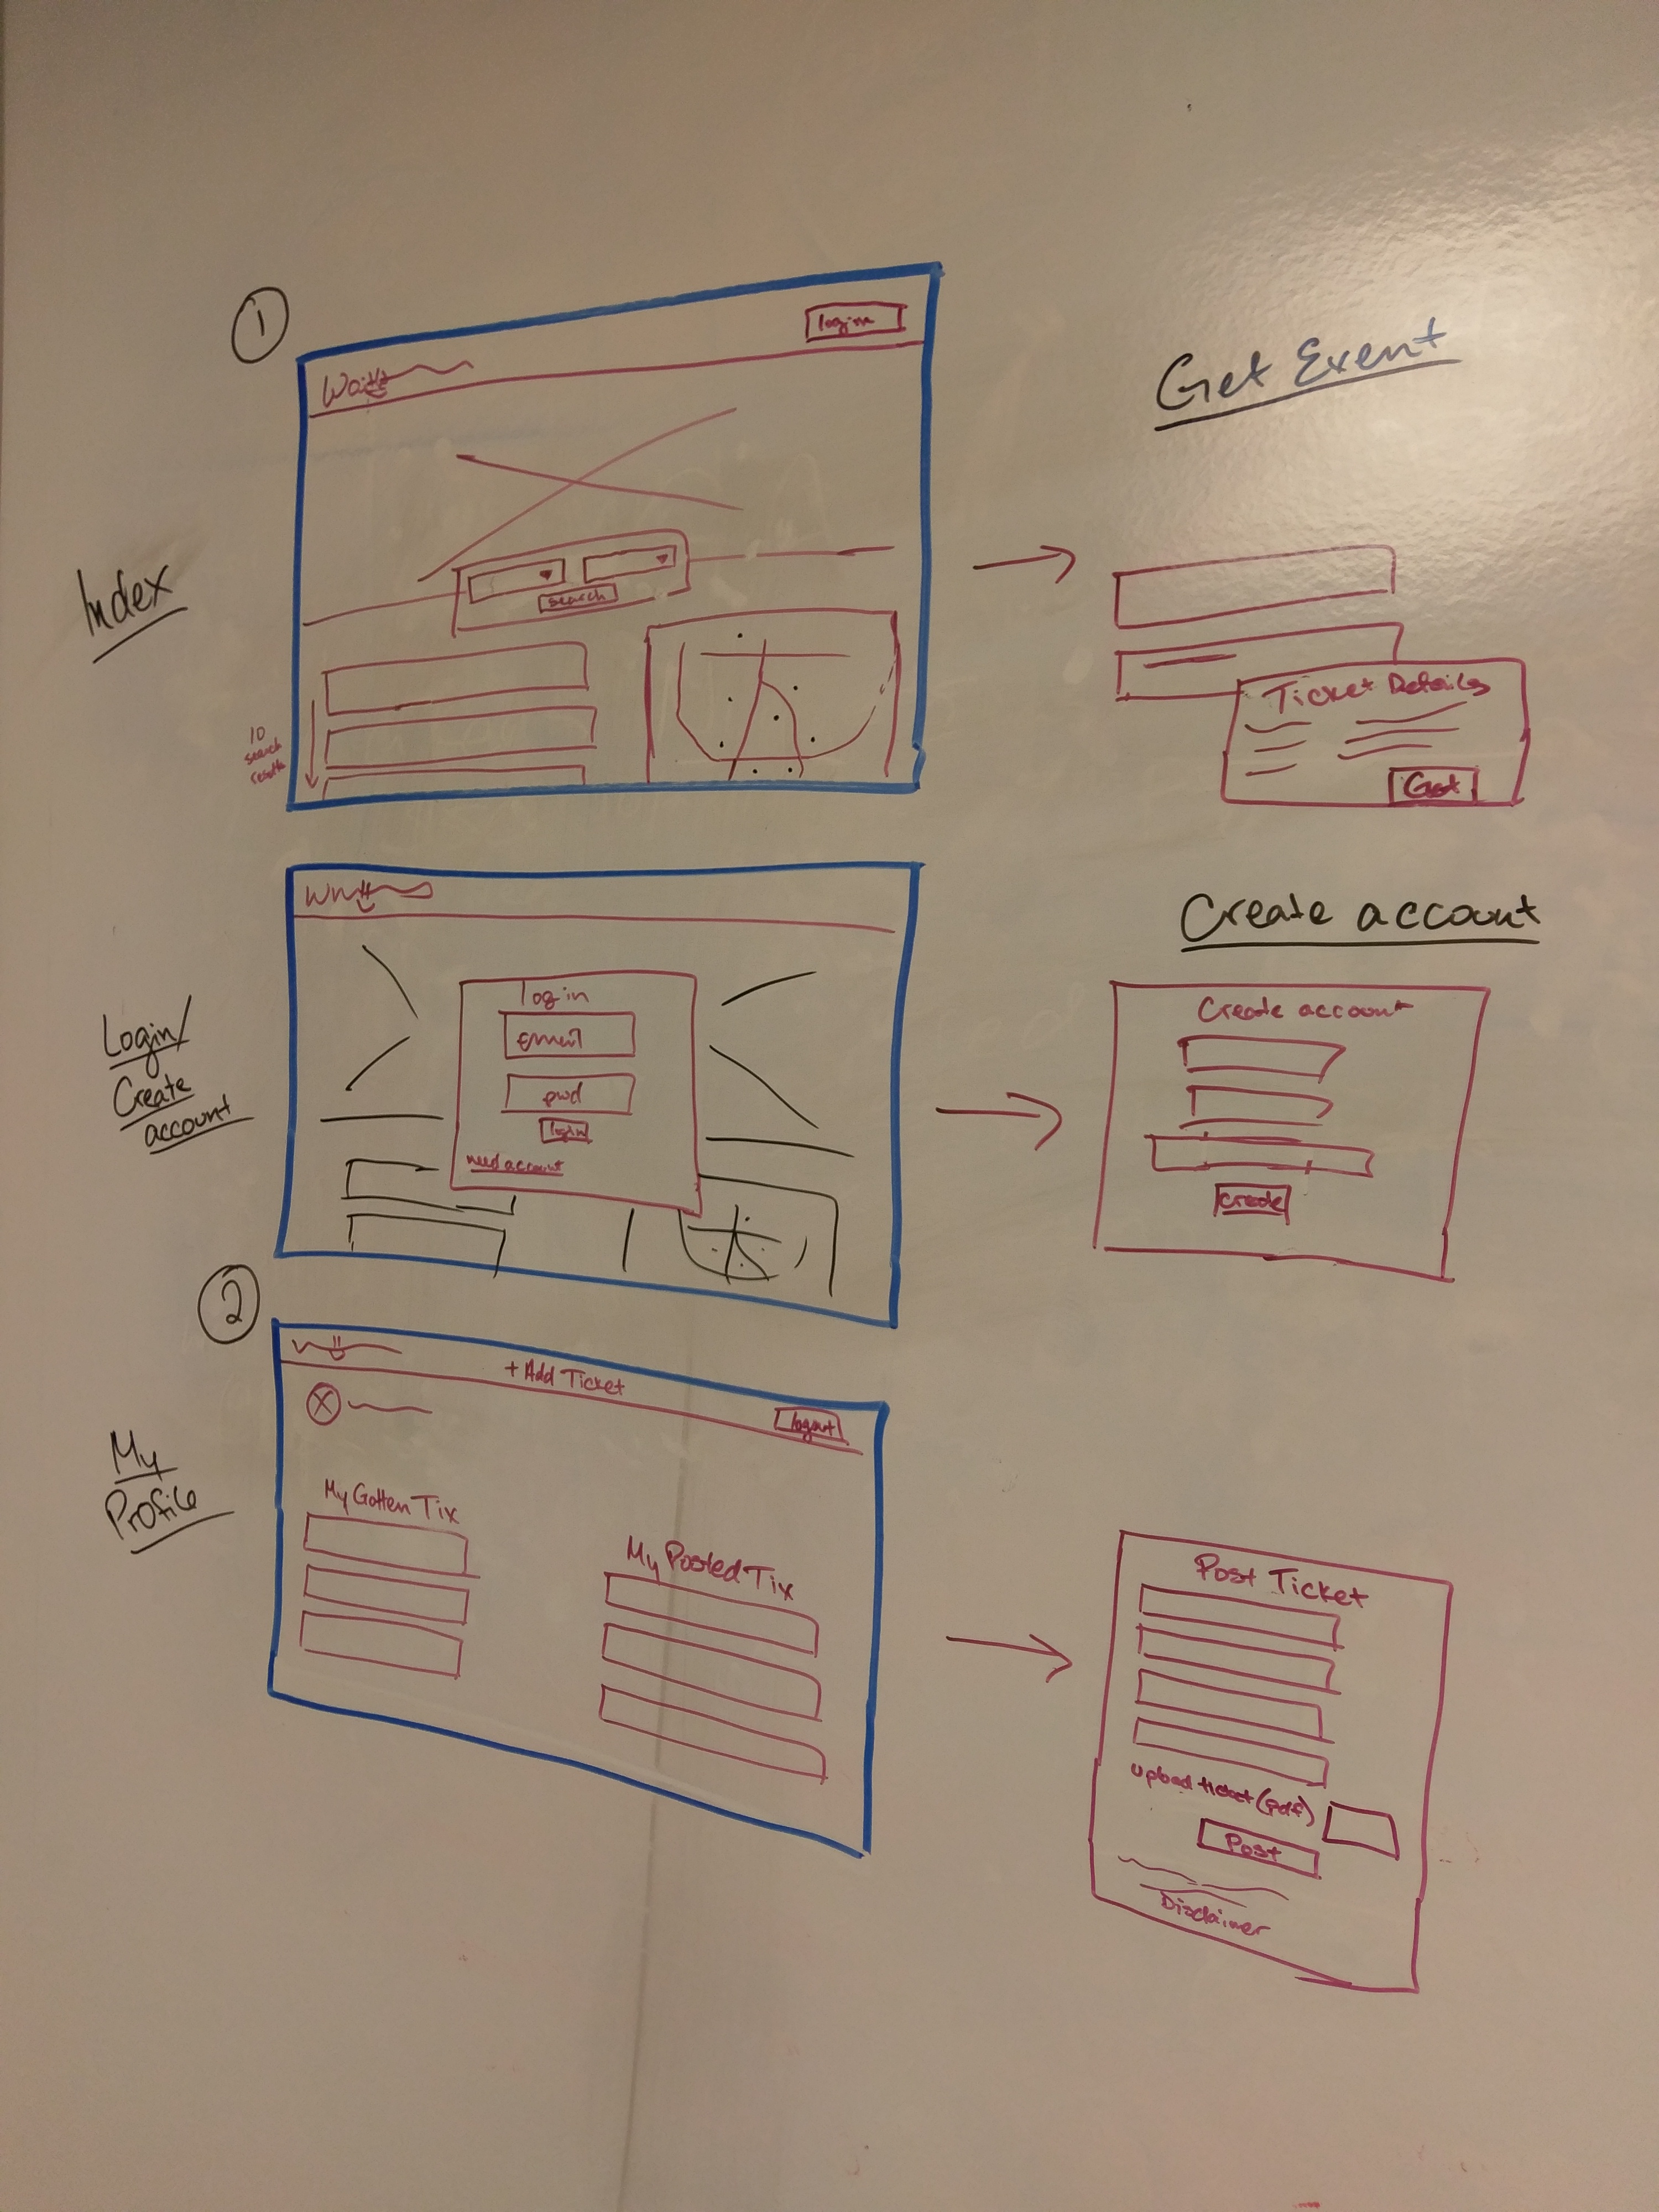 1
login
Get Event
Index
search
Ticket Details
10
search
results
Get
Create account
login
email
pwd
login
need account
Login/
Create
account
Create account
create
2
+ Add Ticket
logout
My
Profile
My Gotten Tix
My Posted Tix
Post Ticket
upload ticket (pdf)
Post
Disclaimer